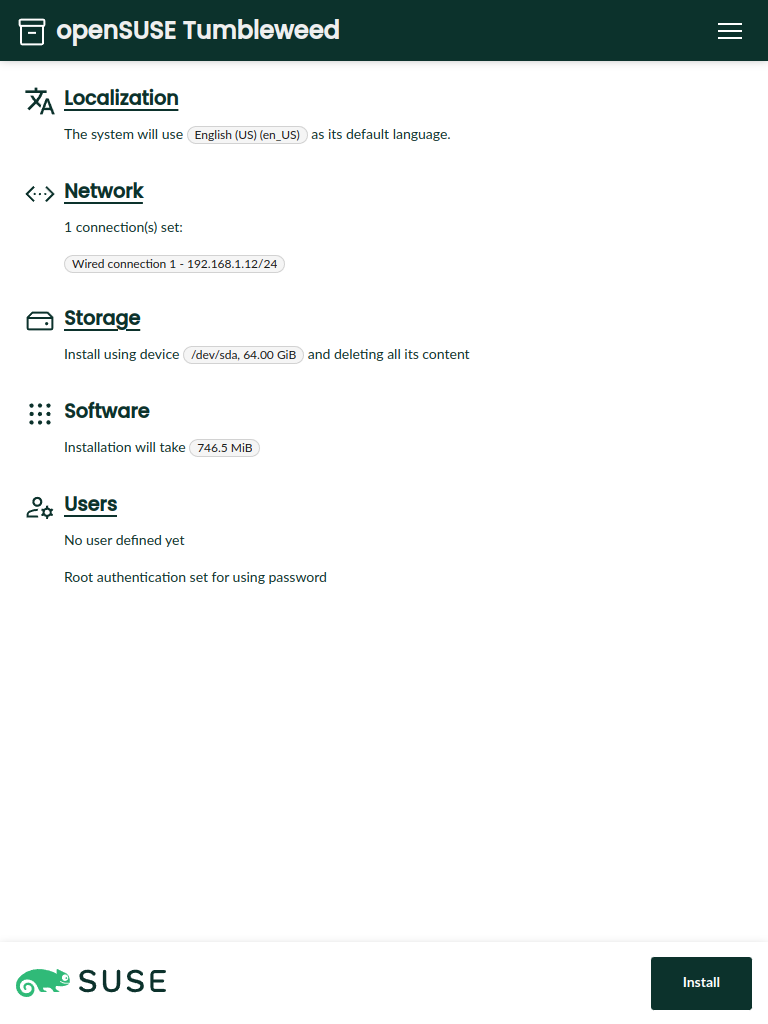 openSUSE Tumbleweed
Localization
The system will use English (US) (en_US) as its default language.
Network
1 connection(s) set:
Wired connection 1 - 192.168.1.12/24
Storage
Install using device /dev/sda, 64.00 GiB and deleting all its content
Software
Installation will take 746.5 MiB
Users
No user defined yet
Root authentication set for using password
SUSE
Install